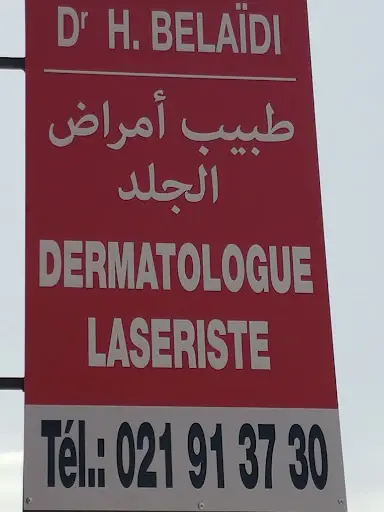 Dr H. BELAÏDI
طبيب أمراض
الجلد
DERMATOLOGUE
LASERISTE
Tél.: 021 91 37 30